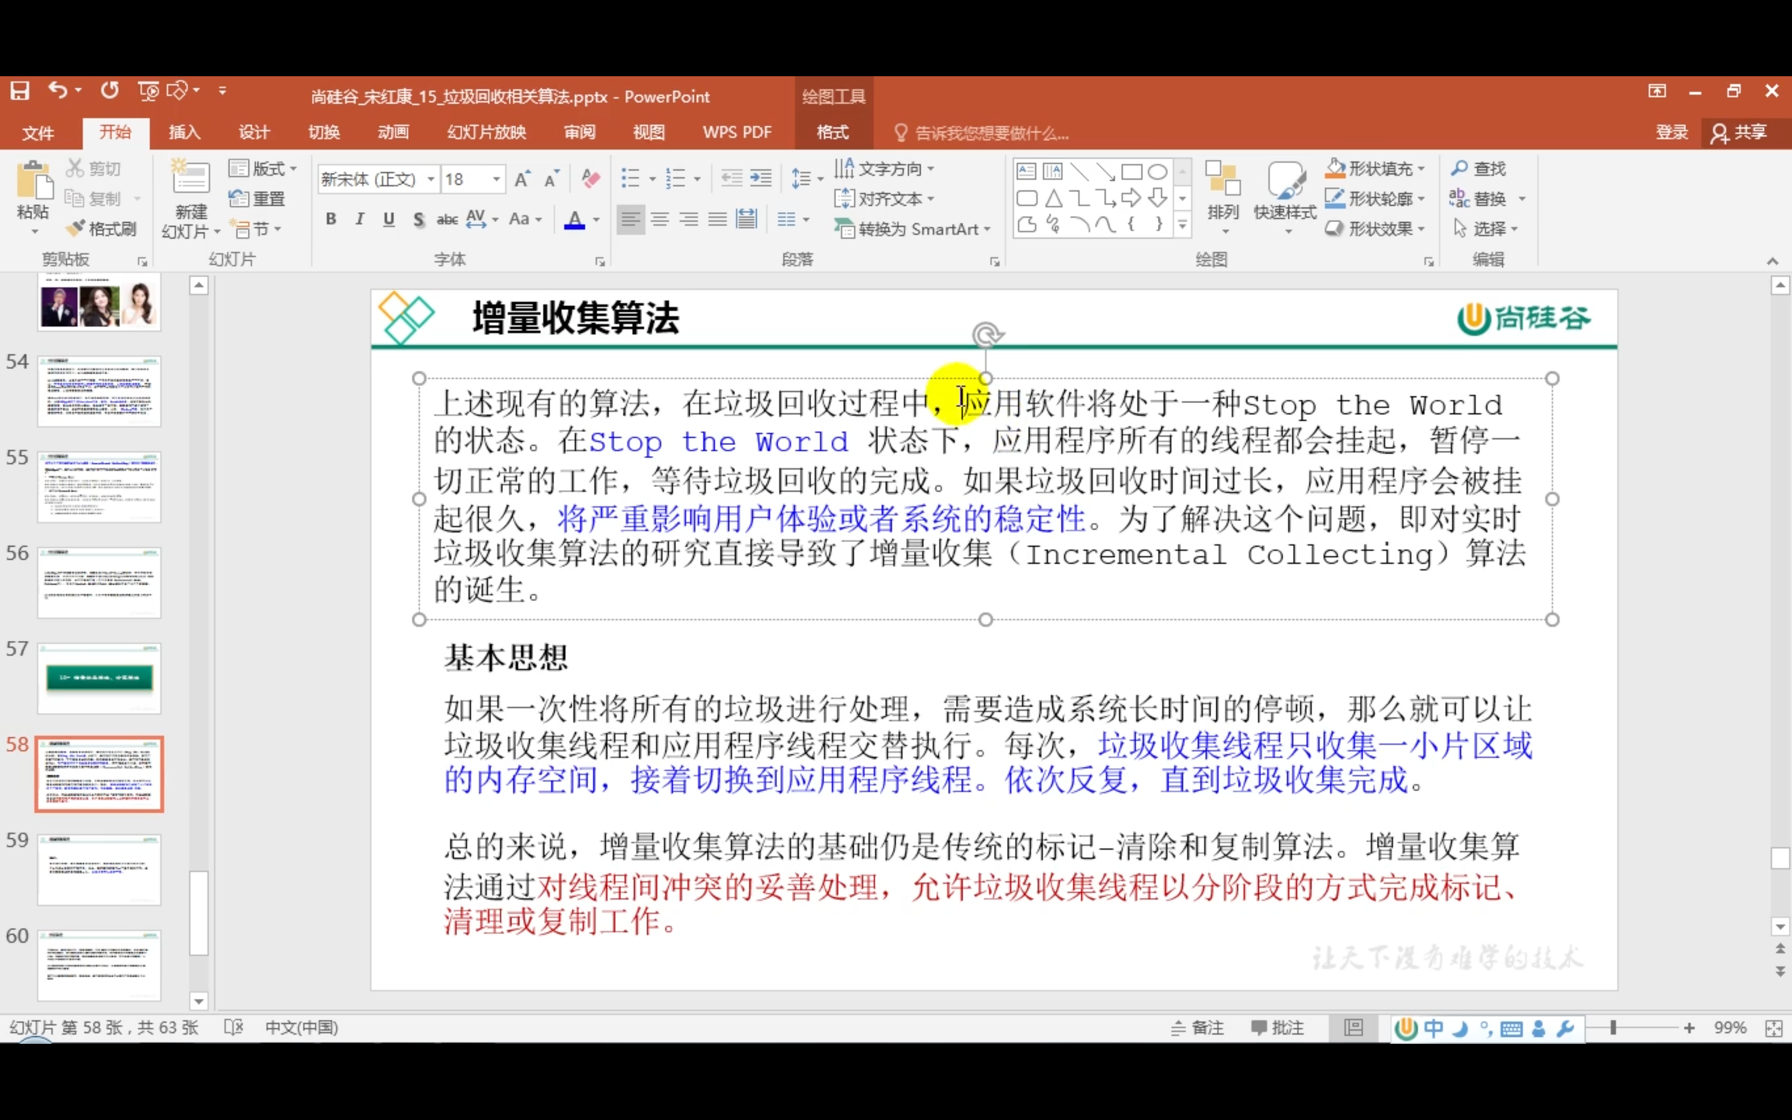 尚硅谷_宋红康_15_垃圾回收相关算法.pptx - PowerPoint
绘图工具
文件
开始
插入
设计
切换
动画
幻灯片放映
审阅
视图
WPS PDF
格式
告诉我您想要做什么...
登录
共享
粘贴
剪切
复制
格式刷
剪贴板
新建
幻灯片
版式
重置
节
幻灯片
新宋体 (正文)
18
B I U S abc AV Aa A
字体
文字方向
对齐文本
转换为 SmartArt
段落
排列
快速样式
形状填充
形状轮廓
形状效果
绘图
查找
替换
选择
编辑
54
55
56
57
58
59
60
增量收集算法
尚硅谷
上述现有的算法，在垃圾回收过程中，应用软件将处于一种Stop the World
的状态。在Stop the World 状态下，应用程序所有的线程都会挂起，暂停一
切正常的工作，等待垃圾回收的完成。如果垃圾回收时间过长，应用程序会被挂
起很久，将严重影响用户体验或者系统的稳定性。为了解决这个问题，即对实时
垃圾收集算法的研究直接导致了增量收集（Incremental Collecting）算法
的诞生。
基本思想
如果一次性将所有的垃圾进行处理，需要造成系统长时间的停顿，那么就可以让
垃圾收集线程和应用程序线程交替执行。每次，垃圾收集线程只收集一小片区域
的内存空间，接着切换到应用程序线程。依次反复，直到垃圾收集完成。
总的来说，增量收集算法的基础仍是传统的标记-清除和复制算法。增量收集算
法通过对线程间冲突的妥善处理，允许垃圾收集线程以分阶段的方式完成标记、
清理或复制工作。
让天下没有难学的技术
幻灯片 第 58 张，共 63 张
中文(中国)
备注
批注
中
99%